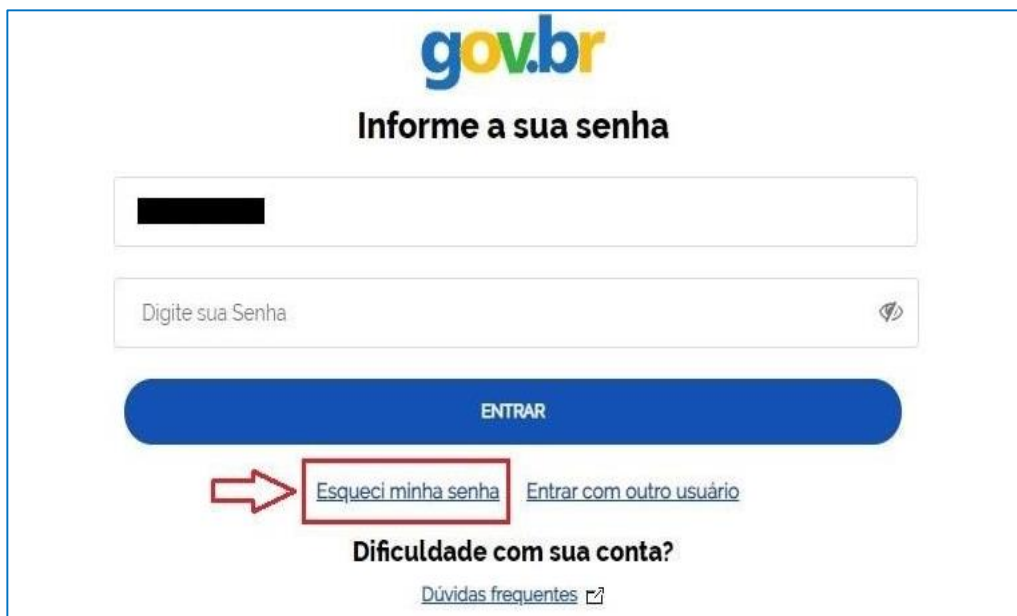 gov.br
Informe a sua senha
Digite sua Senha
ENTRAR
Esqueci minha senha Entrar com outro usuário
Dificuldade com sua conta?
Dúvidas frequentes